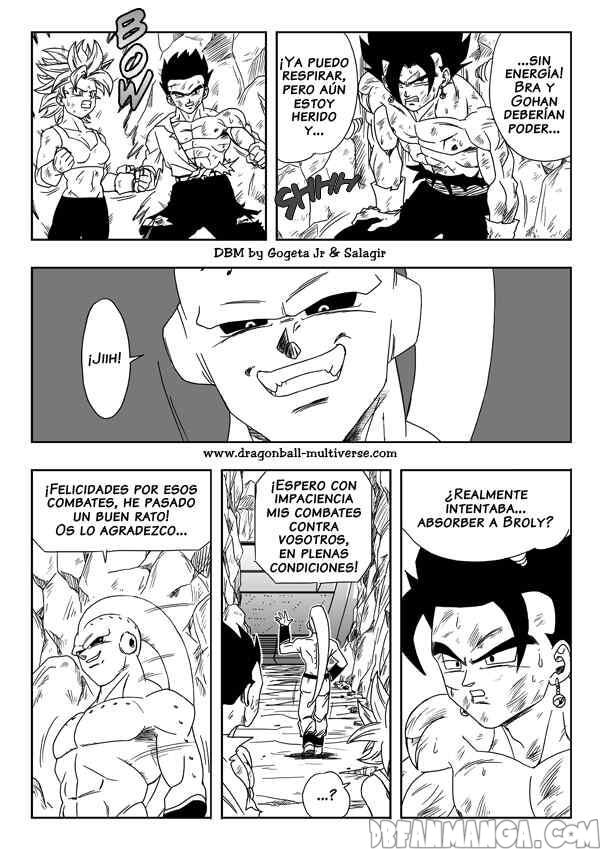 BOW
¡YA PUEDO
RESPIRAR,
PERO AÚN
ESTOY
HERIDO
Y...
...SIN
ENERGÍA!
BRA Y
GOHAN
DEBERÍAN
PODER...
SHHHH
DBM by Gogeta Jr & Salagir
¡JIIH!
www.dragonball-multiverse.com
¡FELICIDADES POR ESOS
COMBATES, HE PASADO
UN BUEN RATO!
OS LO AGRADEZCO...
¡ESPERO CON
IMPACIENCIA
MIS COMBATES
CONTRA
VOSOTROS,
EN PLENAS
CONDICIONES!
...?
¿REALMENTE
INTENTABA...
ABSORBER A BROLY?
DBFANMANGA.COM